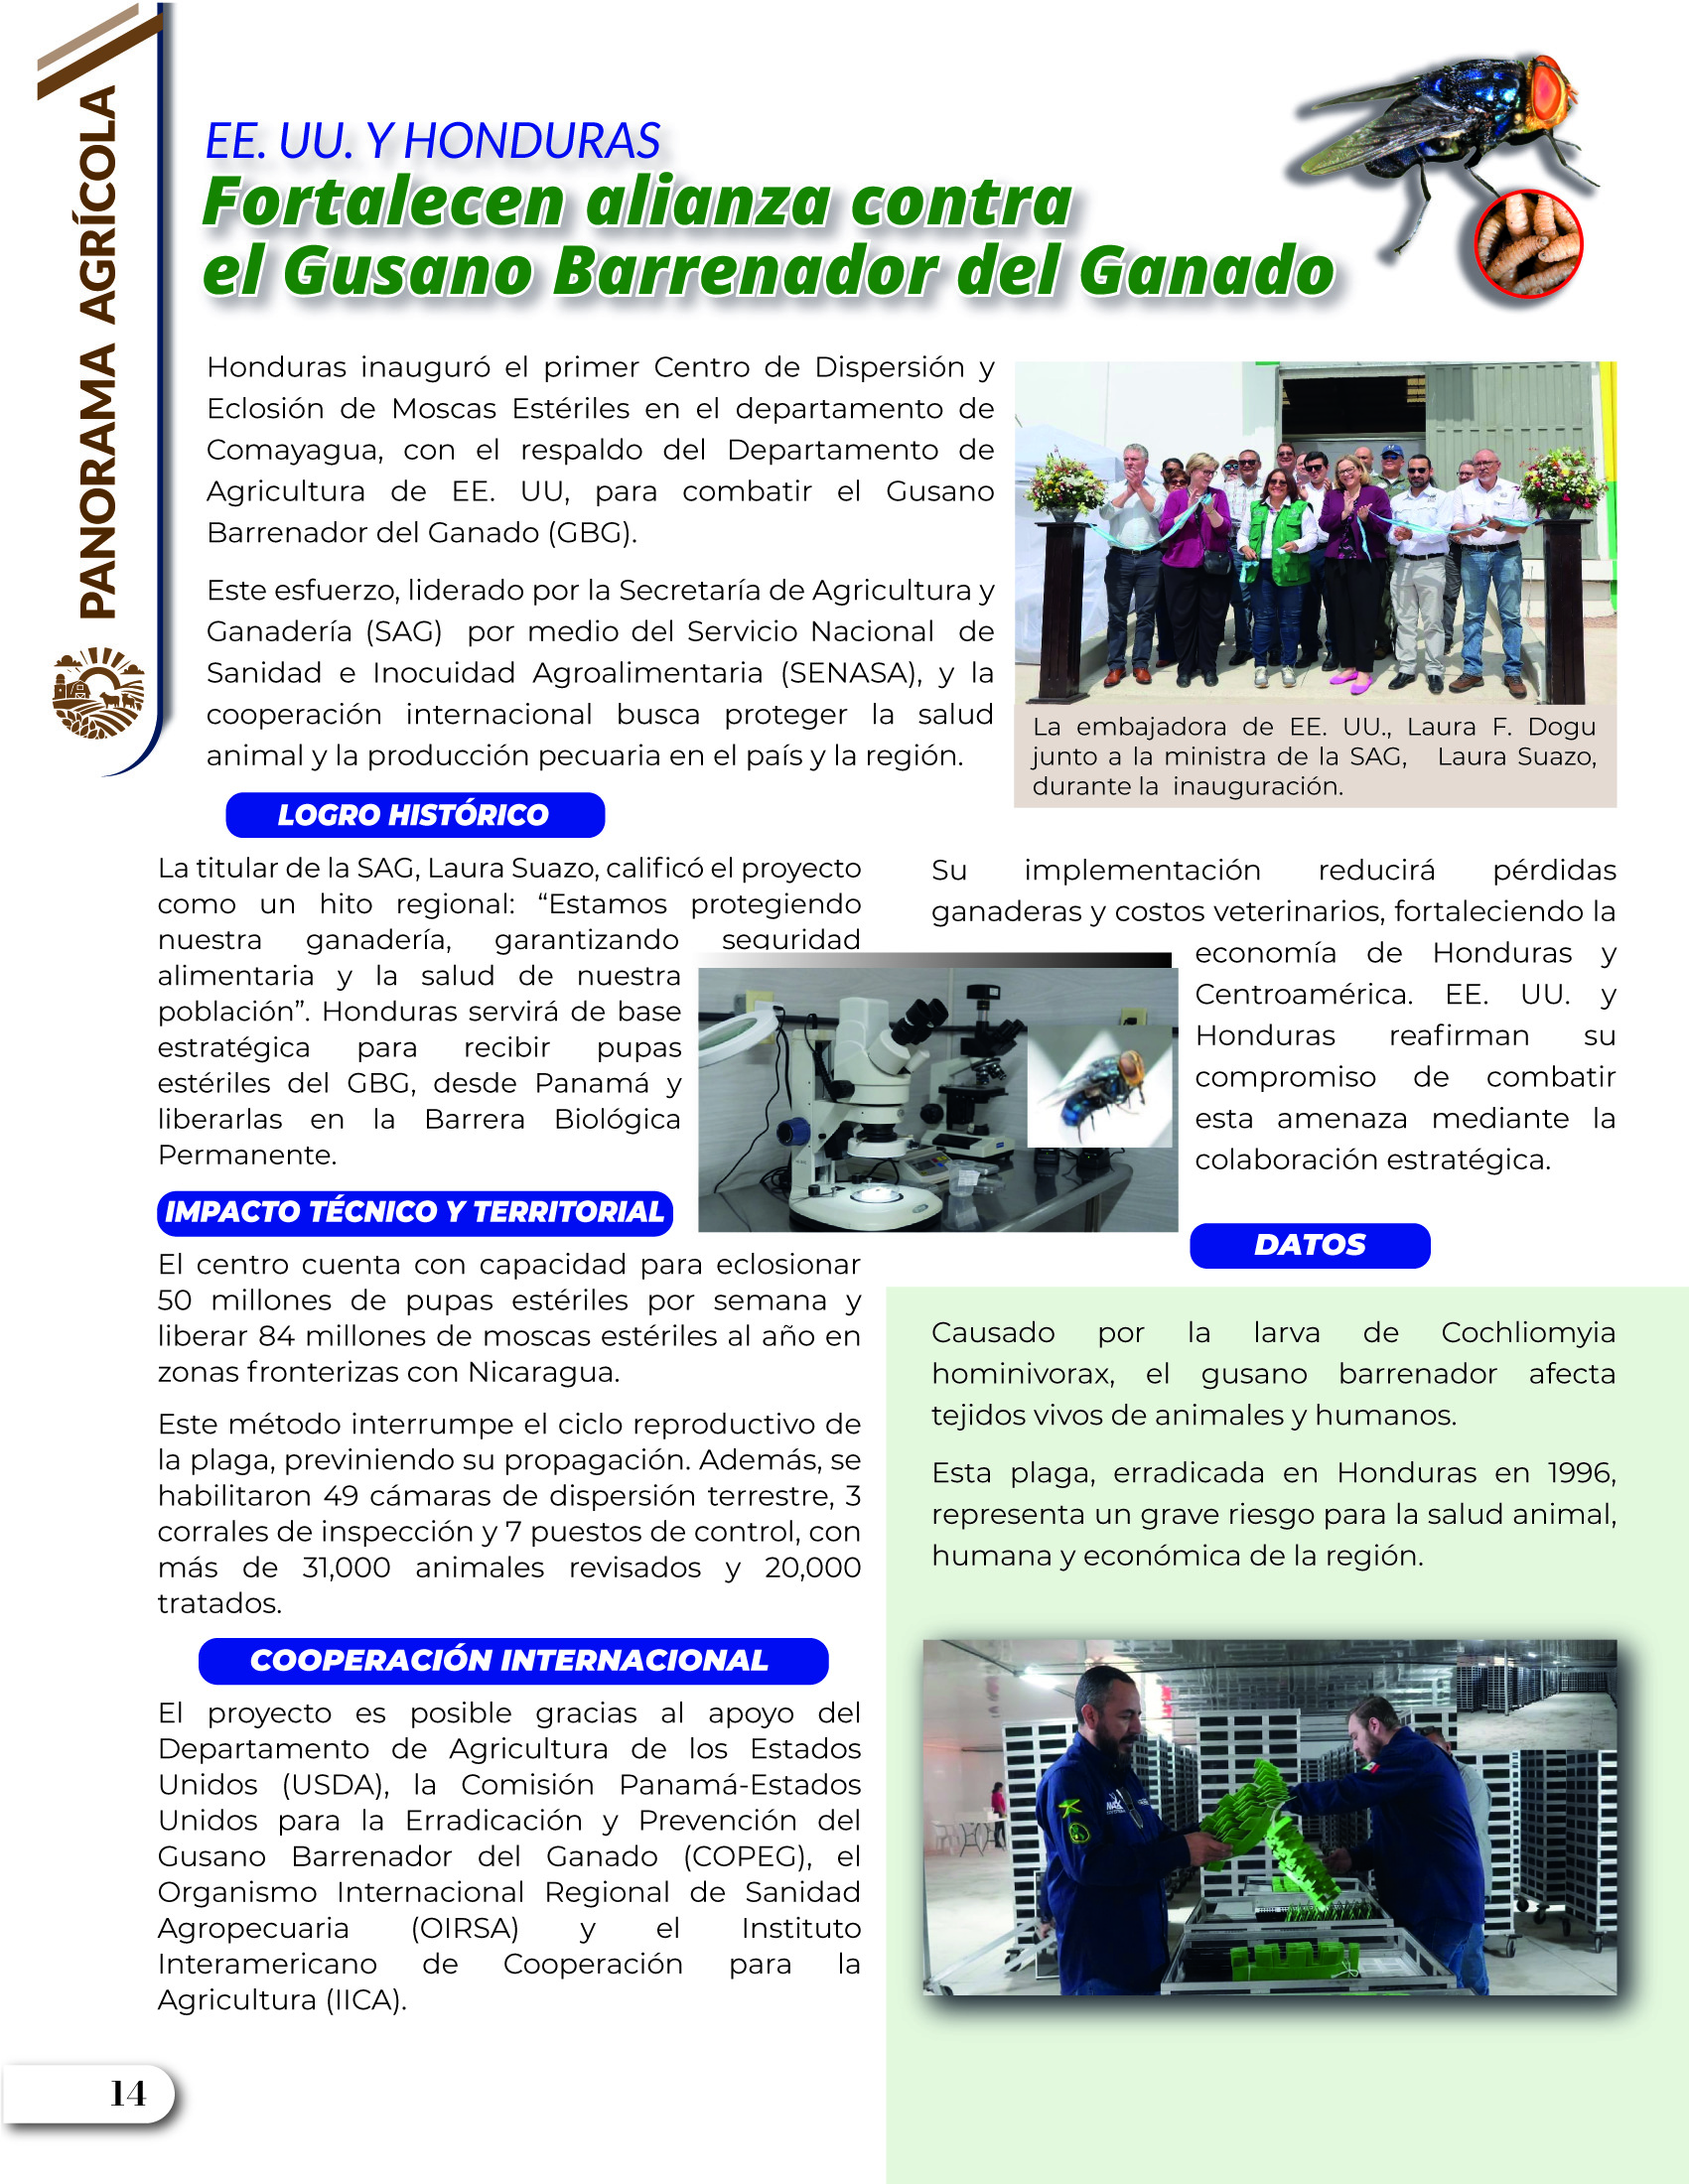 PANORAMA AGRÍCOLA
EE. UU. Y HONDURAS
Fortalecen alianza contra
el Gusano Barrenador del Ganado
Honduras inauguró el primer Centro de Dispersión y
Eclosión de Moscas Estériles en el departamento de
Comayagua, con el respaldo del Departamento de
Agricultura de EE. UU, para combatir el Gusano
Barrenador del Ganado (GBG).
Este esfuerzo, liderado por la Secretaría de Agricultura y
Ganadería (SAG) por medio del Servicio Nacional de
Sanidad e Inocuidad Agroalimentaria (SENASA), y la
cooperación internacional busca proteger la salud
animal y la producción pecuaria en el país y la región.
La embajadora de EE. UU., Laura F. Dogu
junto a la ministra de la SAG, Laura Suazo,
durante la inauguración.
LOGRO HISTÓRICO
La titular de la SAG, Laura Suazo, calificó el proyecto
como un hito regional: “Estamos protegiendo
nuestra ganadería, garantizando seguridad
alimentaria y la salud de nuestra
población”. Honduras servirá de base
estratégica para recibir pupas
estériles del GBG, desde Panamá y
liberarlas en la Barrera Biológica
Permanente.
IMPACTO TÉCNICO Y TERRITORIAL
El centro cuenta con capacidad para eclosionar
50 millones de pupas estériles por semana y
liberar 84 millones de moscas estériles al año en
zonas fronterizas con Nicaragua.
Este método interrumpe el ciclo reproductivo de
la plaga, previniendo su propagación. Además, se
habilitaron 49 cámaras de dispersión terrestre, 3
corrales de inspección y 7 puestos de control, con
más de 31,000 animales revisados y 20,000
tratados.
COOPERACIÓN INTERNACIONAL
El proyecto es posible gracias al apoyo del
Departamento de Agricultura de los Estados
Unidos (USDA), la Comisión Panamá-Estados
Unidos para la Erradicación y Prevención del
Gusano Barrenador del Ganado (COPEG), el
Organismo Internacional Regional de Sanidad
Agropecuaria (OIRSA) y el Instituto
Interamericano de Cooperación para la
Agricultura (IICA).
Su implementación reducirá pérdidas
ganaderas y costos veterinarios, fortaleciendo la
economía de Honduras y
Centroamérica. EE. UU. y
Honduras reafirman su
compromiso de combatir
esta amenaza mediante la
colaboración estratégica.
DATOS
Causado por la larva de Cochliomyia
hominivorax, el gusano barrenador afecta
tejidos vivos de animales y humanos.
Esta plaga, erradicada en Honduras en 1996,
representa un grave riesgo para la salud animal,
humana y económica de la región.
14